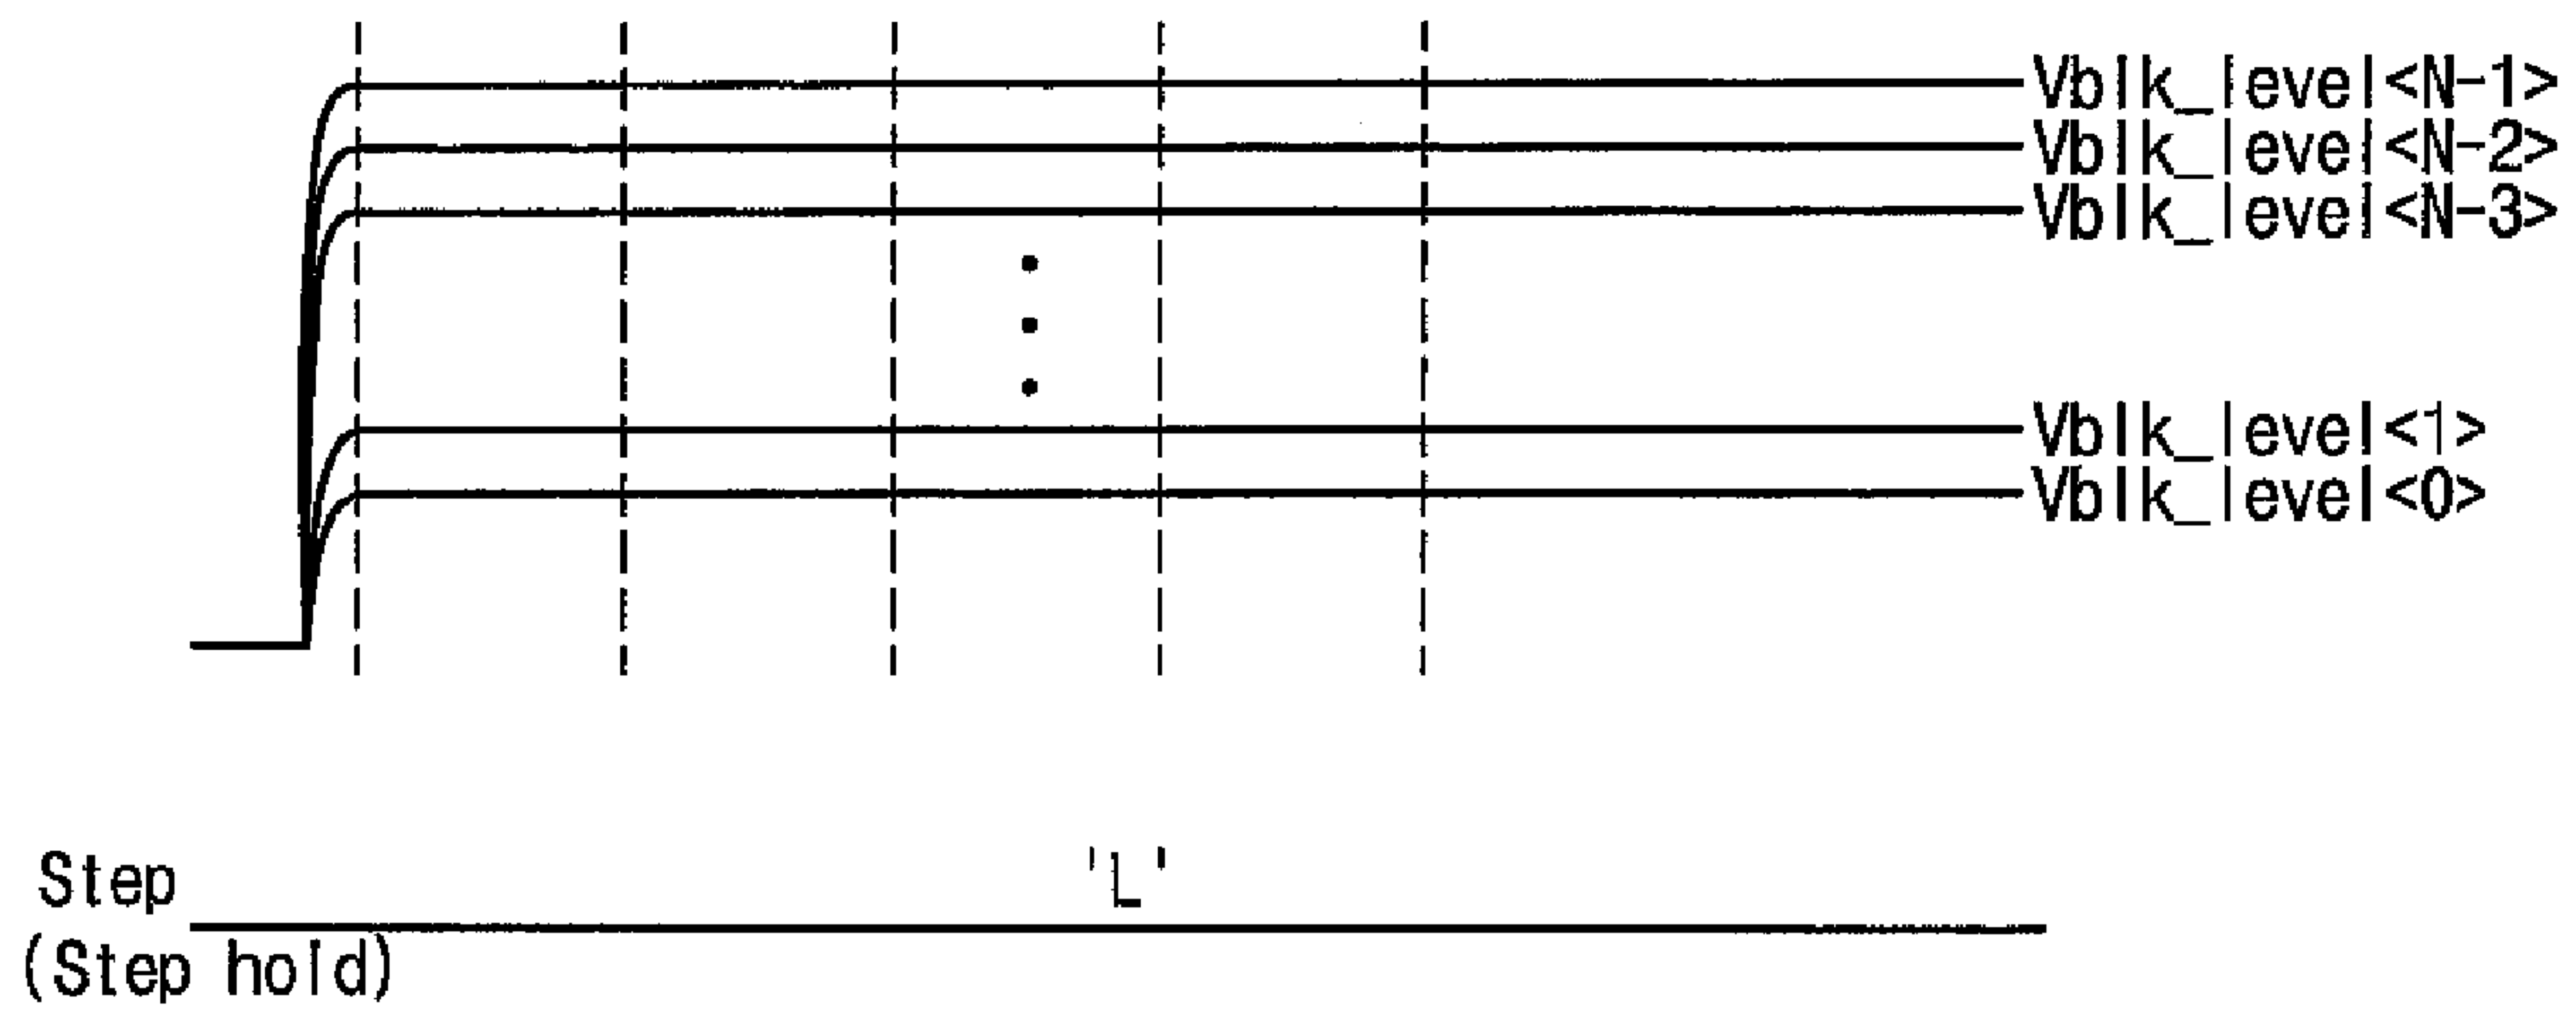 Vblk_level<N-1>
Vblk_level<N-2>
Vblk_level<N-3>
Vblk_level<1>
Vblk_level<0>
Step
'L'
(Step hold)